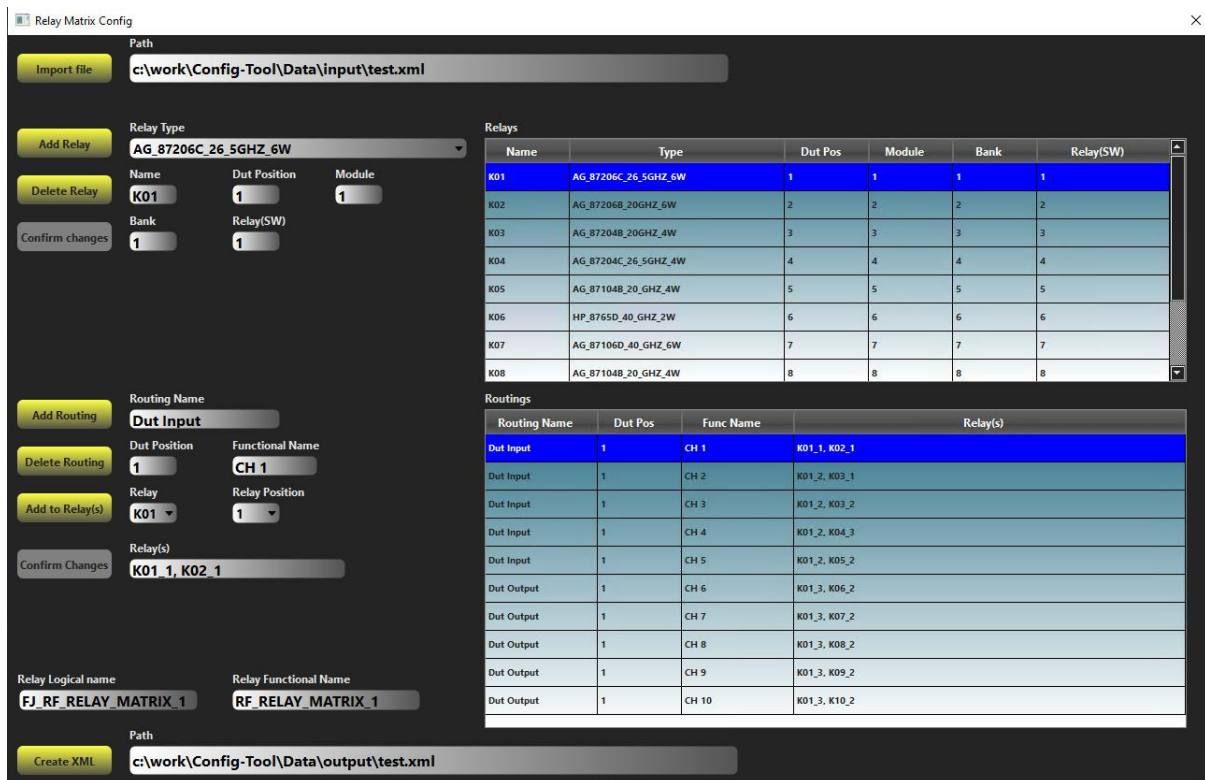 Relay Matrix Config
Path
Import file c:\work\Config-Tool\Data\input\test.xml
Relay Type
Add Relay AG_87206C_26_5GHZ_6W
Name Dut Position Module
Delete Relay K01 1 1
Bank Relay(SW)
Confirm changes 1 1
Relays
Name Type Dut Pos Module Bank Relay(SW)
K01 AG_87206C_26_5GHZ_6W 1 1 1 1
K02 AG_87206B_20GHZ_6W 2 2 2 2
K03 AG_87204B_20GHZ_4W 3 3 3 3
K04 AG_87204C_26_5GHZ_4W 4 4 4 4
K05 AG_87104B_20_GHZ_4W 5 5 5 5
K06 HP_8765D_40_GHZ_2W 6 6 6 6
K07 AG_87106D_40_GHZ_6W 7 7 7 7
K08 AG_87104B_20_GHZ_4W 8 8 8 8
Routing Name
Add Routing Dut Input
Dut Position Functional Name
Delete Routing 1 CH 1
Relay Relay Position
Add to Relay(s) K01 1
Relay(s)
Confirm Changes K01_1, K02_1
Routings
Routing Name Dut Pos Func Name Relay(s)
Dut Input 1 CH 1 K01_1, K02_1
Dut Input 1 CH 2 K01_2, K03_1
Dut Input 1 CH 3 K01_2, K03_2
Dut Input 1 CH 4 K01_2, K04_3
Dut Input 1 CH 5 K01_2, K05_2
Dut Output 1 CH 6 K01_3, K06_2
Dut Output 1 CH 7 K01_3, K07_2
Dut Output 1 CH 8 K01_3, K08_2
Dut Output 1 CH 9 K01_3, K09_2
Dut Output 1 CH 10 K01_3, K10_2
Relay Logical name Relay Functional Name
FJ_RF_RELAY_MATRIX_1 RF_RELAY_MATRIX_1
Path
Create XML c:\work\Config-Tool\Data\output\test.xml